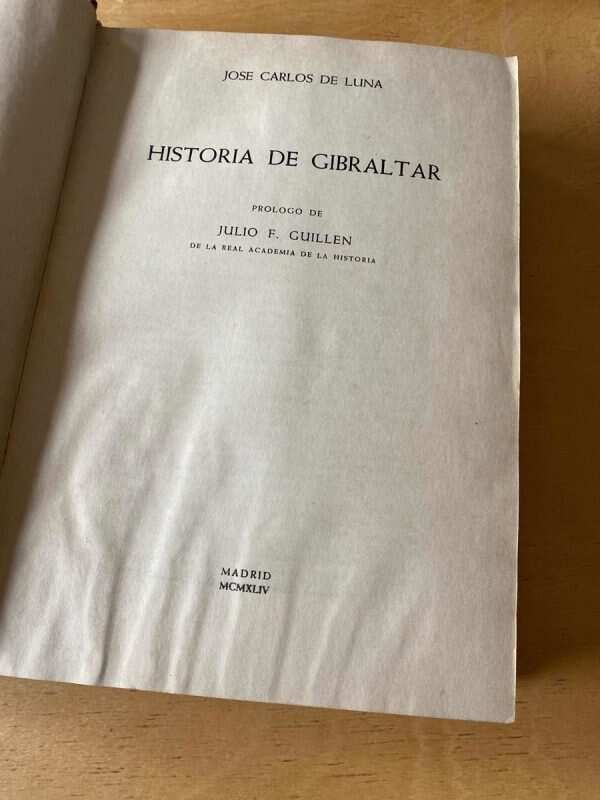 JOSE CARLOS DE LUNA
HISTORIA DE GIBRALTAR
PROLOGO DE
JULIO F. GUILLEN
DE LA REAL ACADEMIA DE LA HISTORIA
MADRID
MCMXLIV